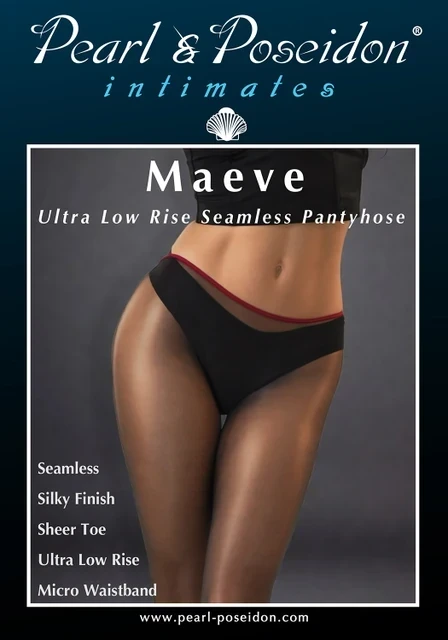 Pearl & Poseidon®
intimates
Maeve
Ultra Low Rise Seamless Pantyhose
Seamless
Silky Finish
Sheer Toe
Ultra Low Rise
Micro Waistband
www.pearl-poseidon.com